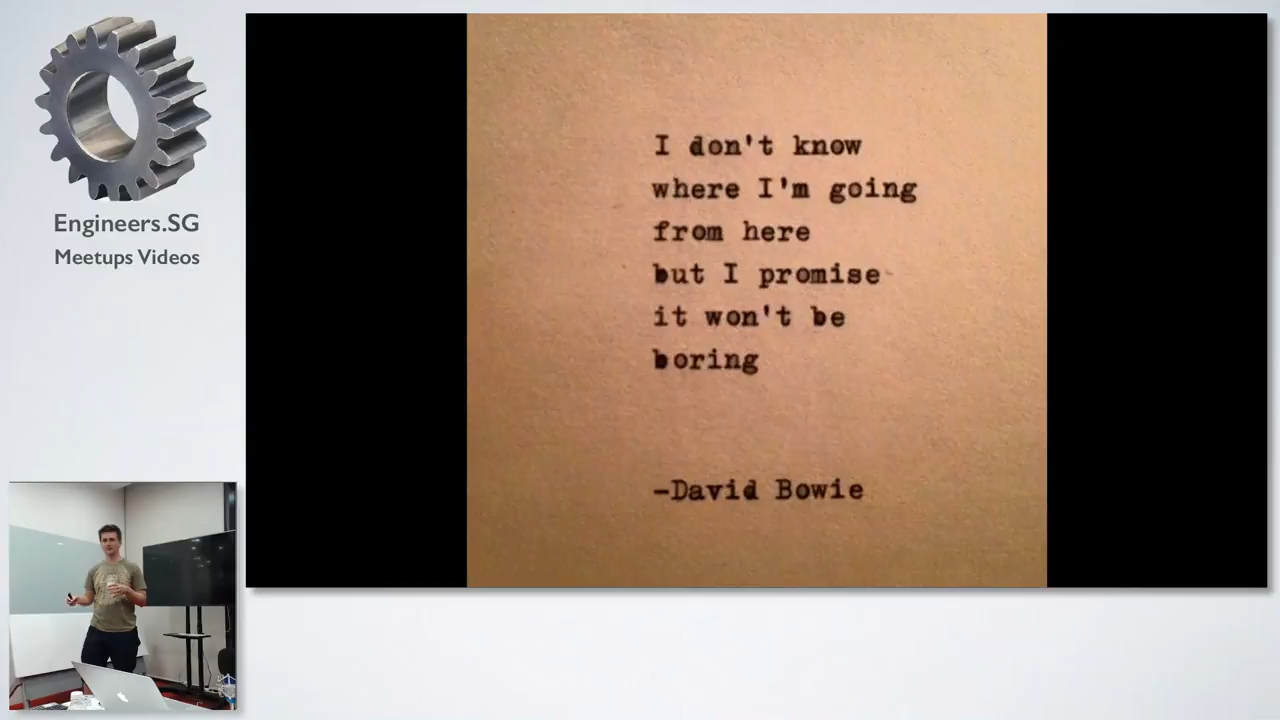 Engineers.SG
Meetups Videos
I don't know
where I'm going
from here
but I promise
it won't be
boring
-David Bowie